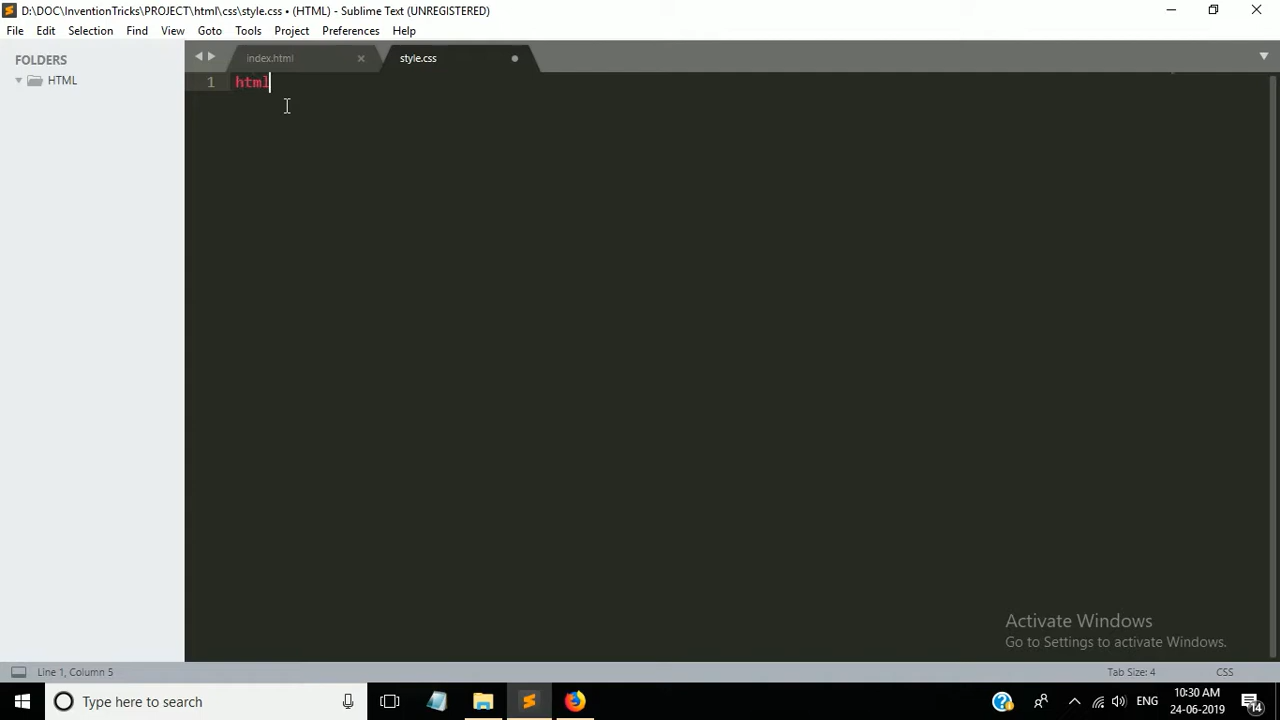 D:\DOC\InventionTricks\PROJECT\html\css\style.css • (HTML) - Sublime Text (UNREGISTERED)
File Edit Selection Find View Goto Tools Project Preferences Help
FOLDERS
HTML
index.html
style.css
1 html
Activate Windows
Go to Settings to activate Windows.
Line 1, Column 5
Tab Size: 4
CSS
Type here to search
ENG
10:30 AM
24-06-2019
14